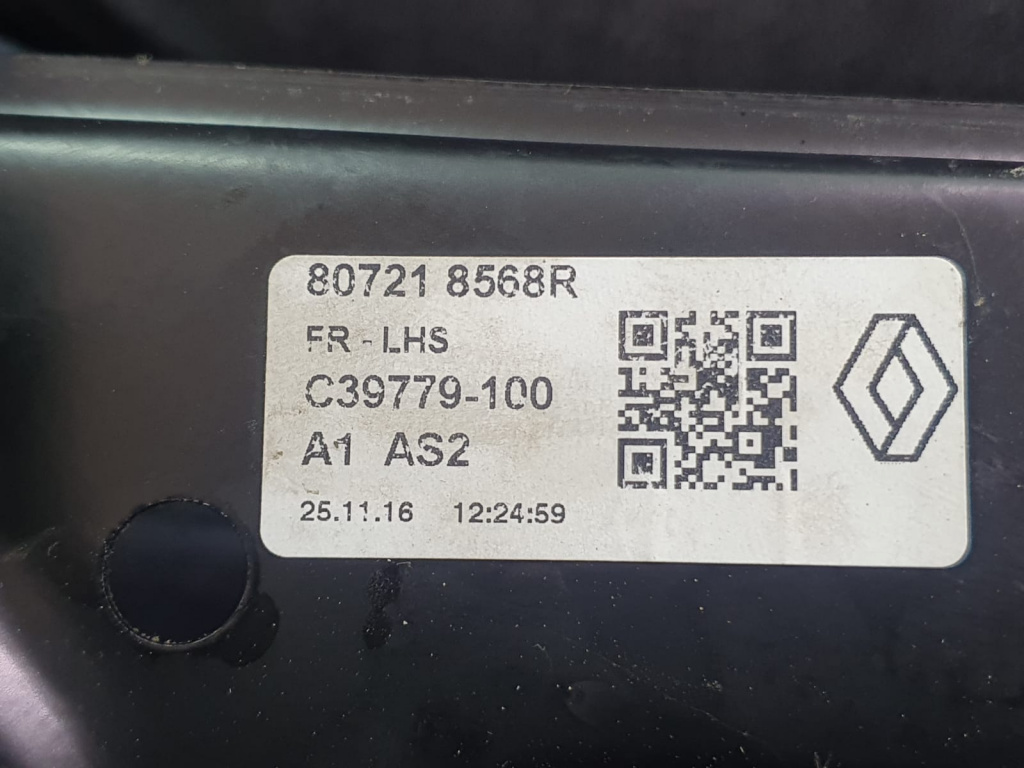 80721 8568R
FR - LHS
C39779-100
A1 AS2
25.11.16 12:24:59